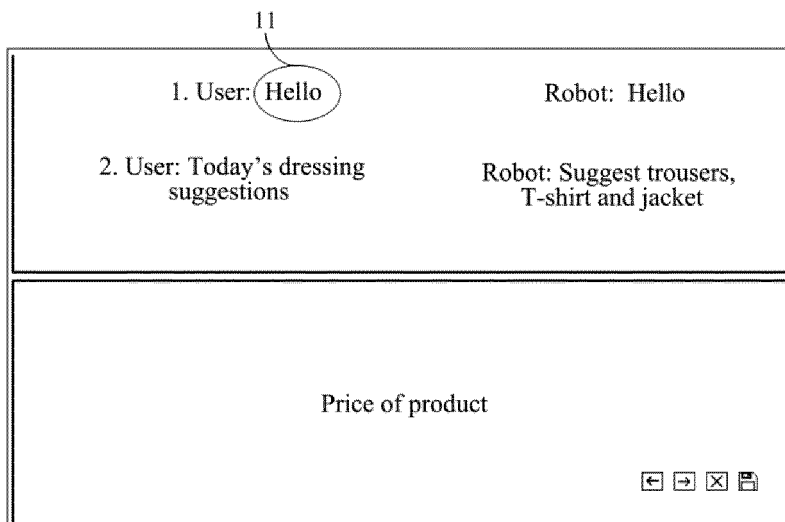 11
1. User: Hello
Robot: Hello
2. User: Today's dressing
suggestions
Robot: Suggest trousers,
T-shirt and jacket
Price of product